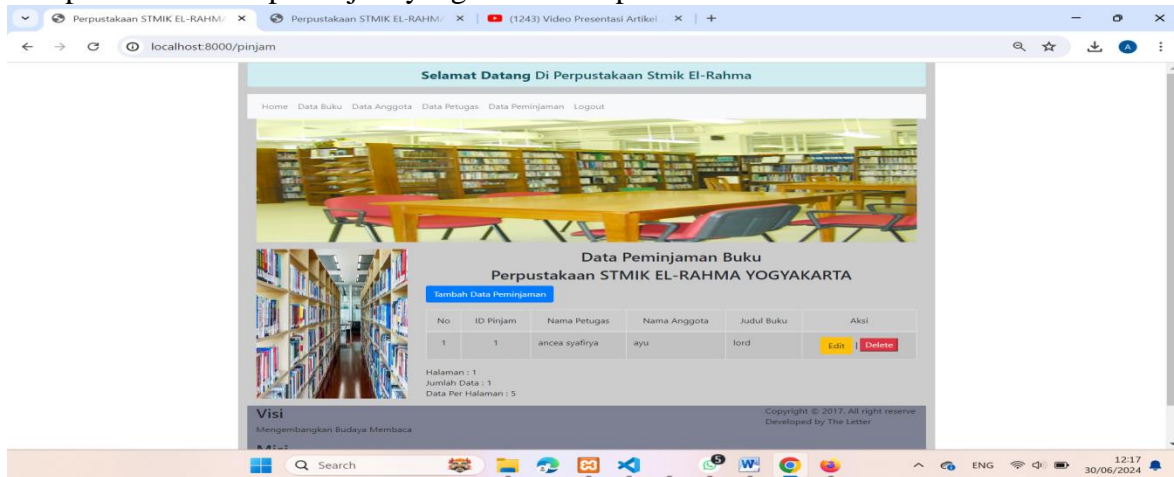 Perpustakaan STMIK EL-RAHMA
Perpustakaan STMIK EL-RAHMA
(1243) Video Presentasi Artikel
localhost:8000/pinjam
A
Selamat Datang Di Perpustakaan Stmik El-Rahma
Home Data Buku Data Anggota Data Petugas Data Peminjaman Logout
Data Peminjaman Buku
Perpustakaan STMIK EL-RAHMA YOGYAKARTA
Tambah Data Peminjaman
No ID Pinjam Nama Petugas Nama Anggota Judul Buku Aksi
1 1 ancea syafirya ayu lord Edit | Delete
Halaman : 1
Jumlah Data : 1
Data Per Halaman : 5
Visi
Mengembangkan Budaya Membaca
Copyright © 2017. All right reserve
Developed by The Letter
Misi
Search
5
ENG
12:17
30/06/2024